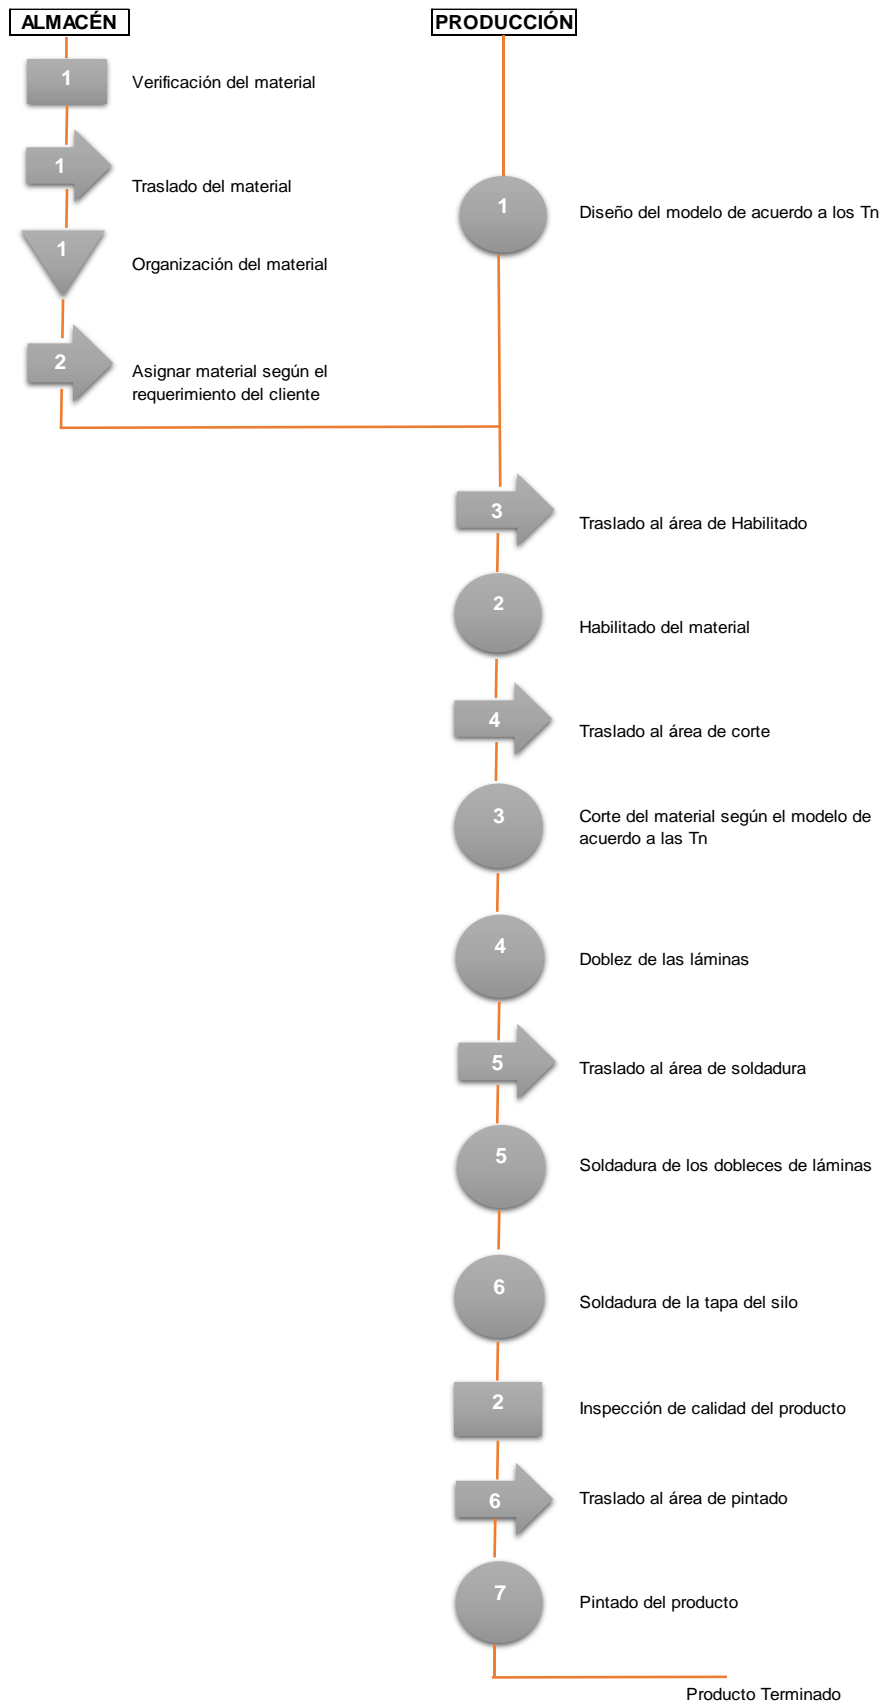 ALMACÉN
PRODUCCIÓN
1
Verificación del material
1
Traslado del material
1
Diseño del modelo de acuerdo a los Tn
1
Organización del material
2
Asignar material según el
requerimiento del cliente
3
Traslado al área de Habilitado
2
Habilitado del material
4
Traslado al área de corte
3
Corte del material según el modelo de
acuerdo a las Tn
4
Doblez de las láminas
5
Traslado al área de soldadura
5
Soldadura de los dobleces de láminas
6
Soldadura de la tapa del silo
2
Inspección de calidad del producto
6
Traslado al área de pintado
7
Pintado del producto
Producto Terminado